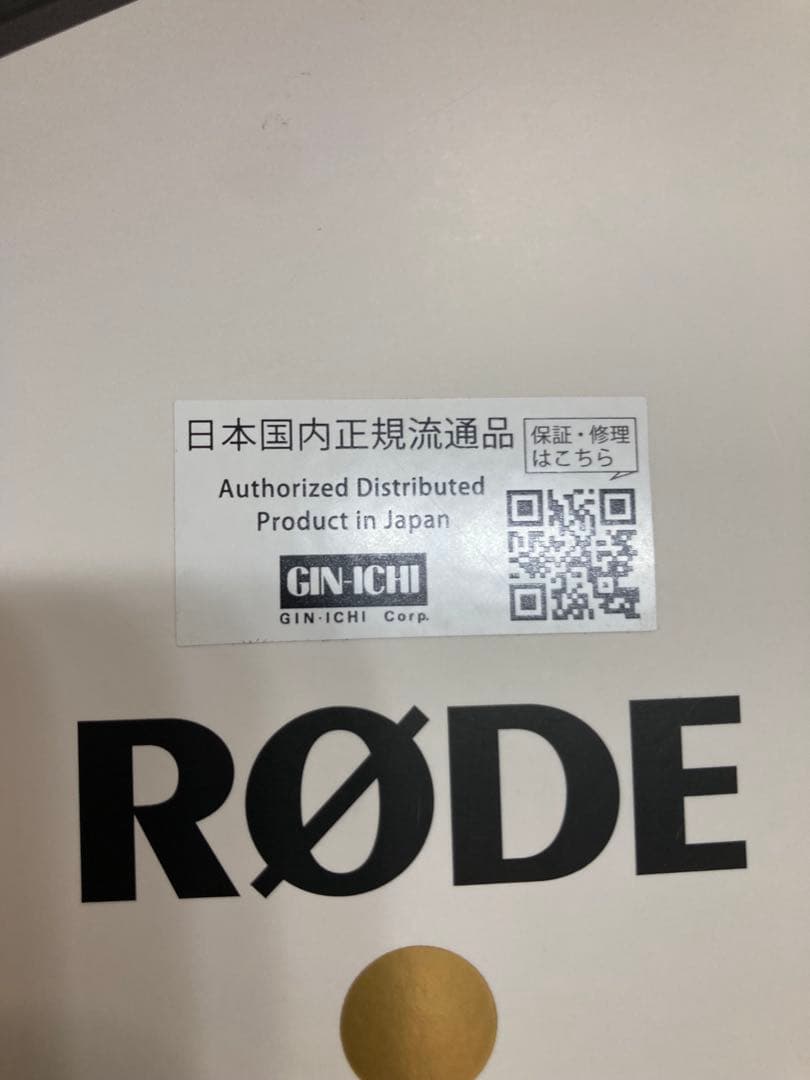 日本国内正規流通品
保証・修理
はこちら
Authorized Distributed
Product in Japan
GIN-ICHI
GIN·ICHI Corp.
RØDE